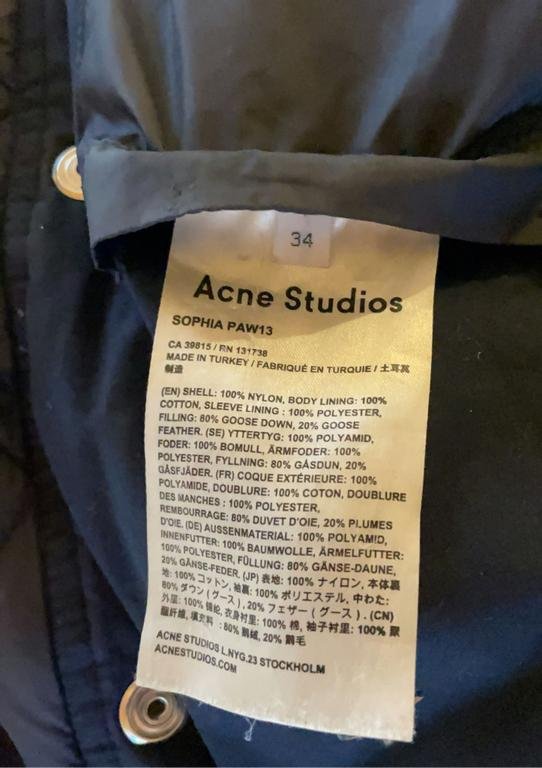 34
Acne Studios
SOPHIA PAW13
CA 39815 / RN 131738
MADE IN TURKEY / FABRIQUÉ EN TURQUIE / 土耳其
制造
(EN) SHELL: 100% NYLON, BODY LINING: 100%
COTTON, SLEEVE LINING : 100% POLYESTER,
FILLING: 80% GOOSE DOWN, 20% GOOSE
FEATHER. (SE) YTTERTYG: 100% POLYAMID,
FODER: 100% BOMULL, ÄRMFODER: 100%
POLYESTER, FYLLNING: 80% GÅSDUN, 20%
GÅSFJÄDER. (FR) COQUE EXTÉRIEURE: 100%
POLYAMIDE, DOUBLURE: 100% COTON, DOUBLURE
DES MANCHES : 100% POLYESTER,
REMBOURRAGE: 80% DUVET D'OIE, 20% PLUMES
D'OIE. (DE) AUSSENMATERIAL: 100% POLYAMID,
INNENFUTTER: 100% BAUMWOLLE, ÄRMELFUTTER:
100% POLYESTER, FÜLLUNG: 80% GÄNSE-DAUNE,
20% GÄNSE-FEDER. (JP) 表地: 100% ナイロン, 本体裏
地: 100% コットン, 袖裏: 100% ポリエステル, 中わた:
80% ダウン ( グース ), 20% フェザー ( グース ) . (CN)
外里: 100% 锦纶, 衣身衬里: 100% 棉, 袖子衬里: 100% 聚
酯纤维, 填充料 : 80% 鹅绒, 20% 鹅毛
ACNE STUDIOS L.NYG.23 STOCKHOLM
ACNESTUDIOS.COM